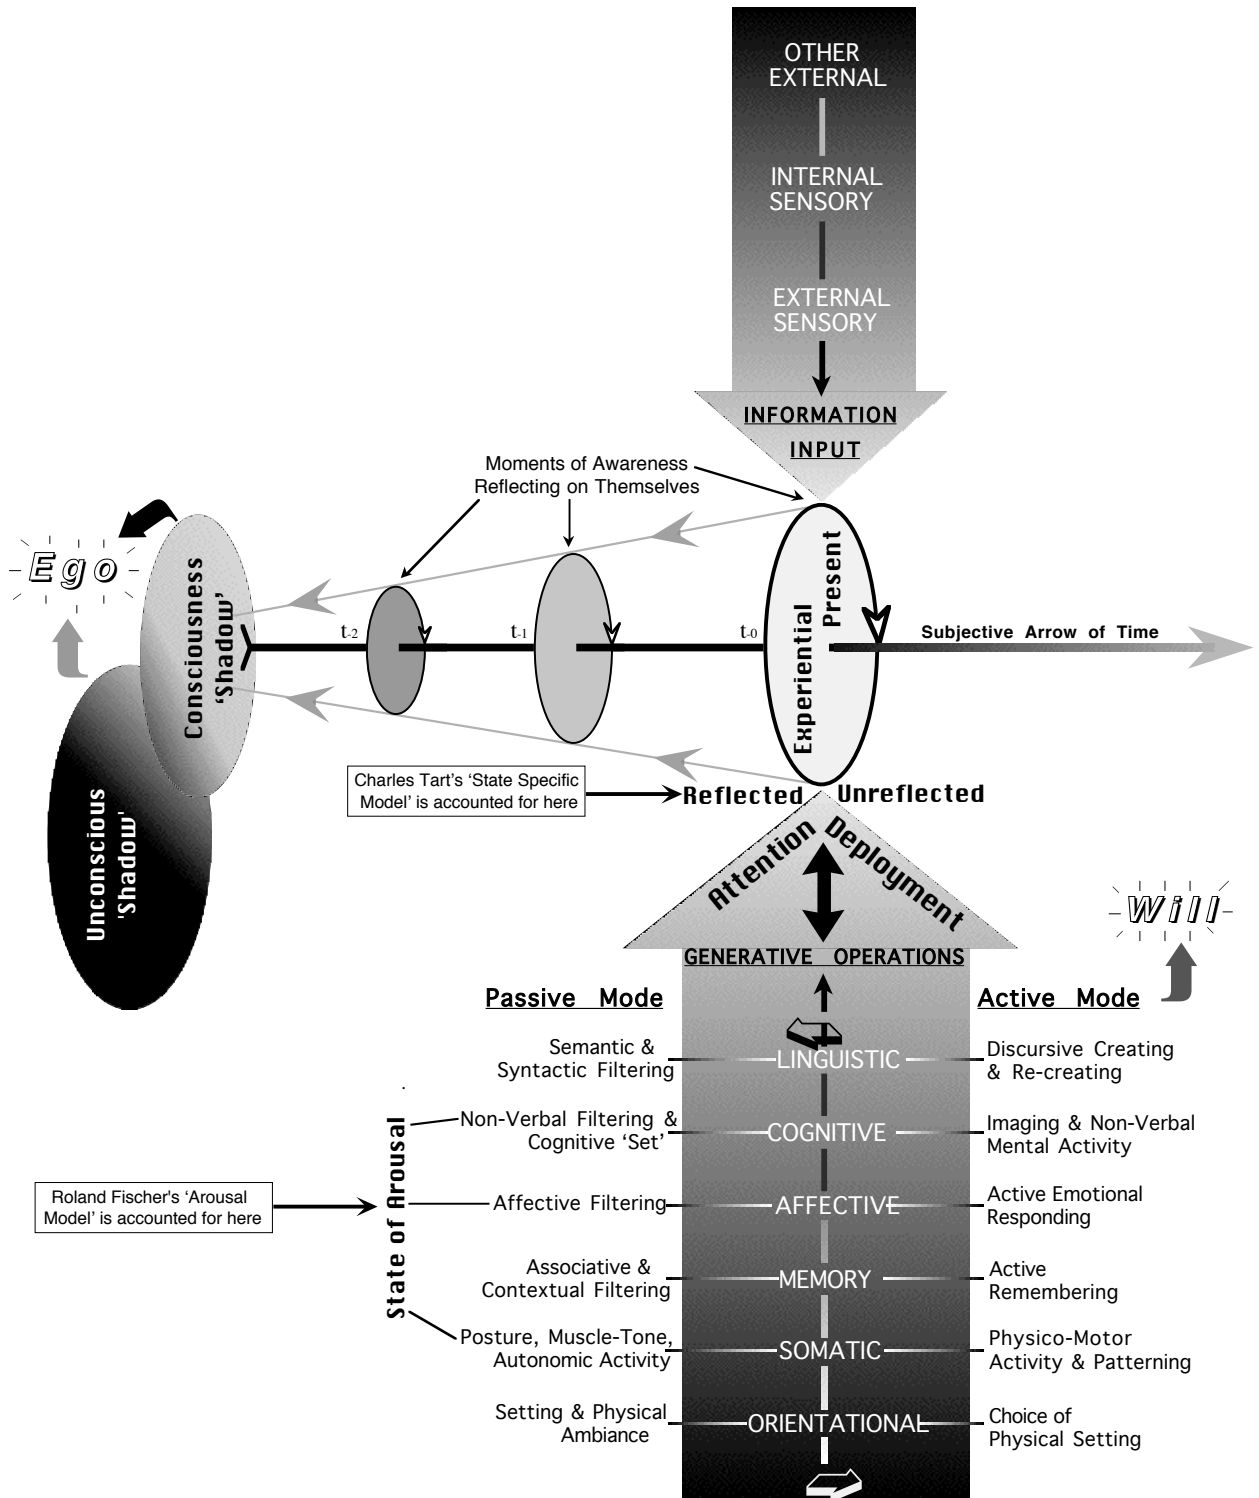 OTHER
EXTERNAL
INTERNAL
SENSORY
EXTERNAL
SENSORY
INFORMATION
INPUT
Moments of Awareness
Reflecting on Themselves
Ego
Consciousness
‘Shadow’
Unconscious
'Shadow'
t-2
t-1
t-0
Experiential
Present
Subjective Arrow of Time
Charles Tart’s ‘State Specific
Model’ is accounted for here
Reflected
Unreflected
Attention
Deployment
Will
GENERATIVE OPERATIONS
Passive Mode
Active Mode
Semantic &
Syntactic Filtering
LINGUISTIC
Discursive Creating
& Re-creating
Non-Verbal Filtering &
Cognitive ‘Set’
COGNITIVE
Imaging & Non-Verbal
Mental Activity
State of Arousal
Roland Fischer's ‘Arousal
Model’ is accounted for here
Affective Filtering
AFFECTIVE
Active Emotional
Responding
Associative &
Contextual Filtering
MEMORY
Active
Remembering
Posture, Muscle-Tone,
Autonomic Activity
SOMATIC
Physico-Motor
Activity & Patterning
Setting & Physical
Ambiance
ORIENTATIONAL
Choice of
Physical Setting